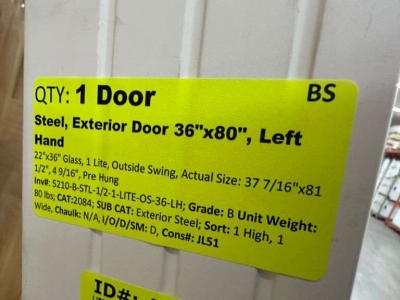 QTY: 1 Door BS
Steel, Exterior Door 36"x80", Left
Hand
22"x36" Glass, 1 Lite, Outside Swing, Actual Size: 37 7/16"x81
1/2", 4 9/16", Pre Hung
Inv#: 5210-B-STL-1/2-1-LITE-OS-36-LH; Grade: B Unit Weight:
80 lbs; CAT:2084; SUB CAT: Exterior Steel; Sort: 1 High, 1
Wide, Chaulk: N/A, I/O/D/SM: D, Cons#: JL51
ID#: